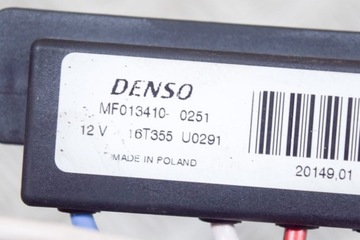 DENSO
MF013410- 0251
12 V 16T355 U0291
MADE IN POLAND
20149,01